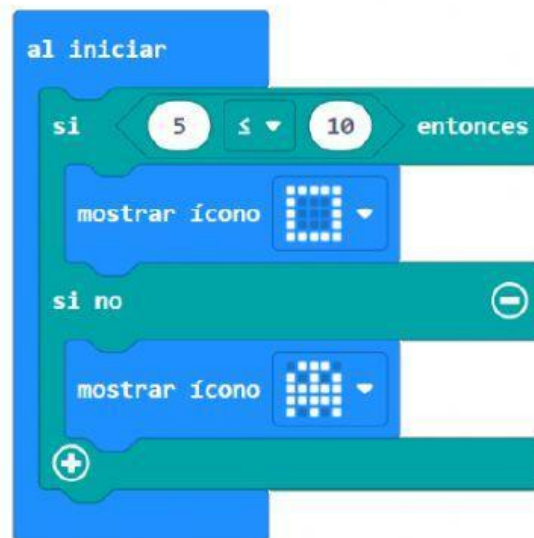 al iniciar
si 5 ≤ 10 entonces
mostrar ícono
si no
mostrar ícono